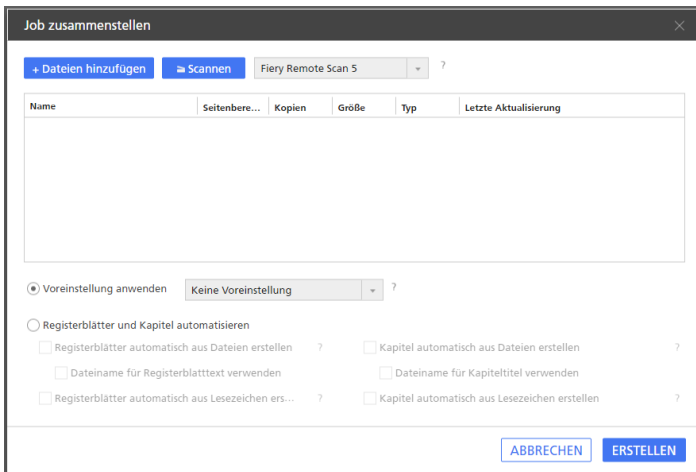 Job zusammenstellen
+ Dateien hinzufügen Scannen Fiery Remote Scan 5 ?
Name Seitenbere... Kopien Größe Typ Letzte Aktualisierung
Voreinstellung anwenden Keine Voreinstellung ?
Registerblätter und Kapitel automatisieren
Registerblätter automatisch aus Dateien erstellen ? Kapitel automatisch aus Dateien erstellen ?
Dateiname für Registerblatttext verwenden Dateiname für Kapiteltitel verwenden
Registerblätter automatisch aus Lesezeichen ers... ? Kapitel automatisch aus Lesezeichen erstellen ?
ABBRECHEN ERSTELLEN